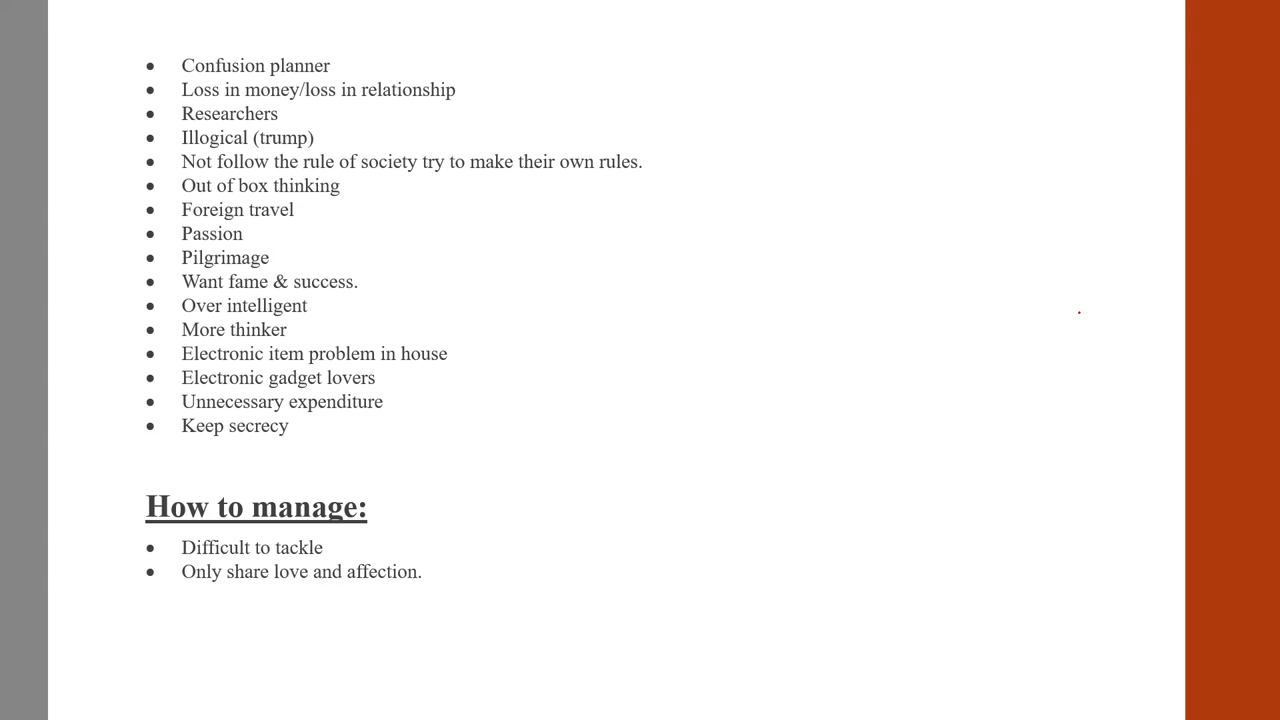 • Confusion planner
• Loss in money/loss in relationship
• Researchers
• Illogical (trump)
• Not follow the rule of society try to make their own rules.
• Out of box thinking
• Foreign travel
• Passion
• Pilgrimage
• Want fame & success.
• Over intelligent
• More thinker
• Electronic item problem in house
• Electronic gadget lovers
• Unnecessary expenditure
• Keep secrecy
How to manage:
• Difficult to tackle
• Only share love and affection.